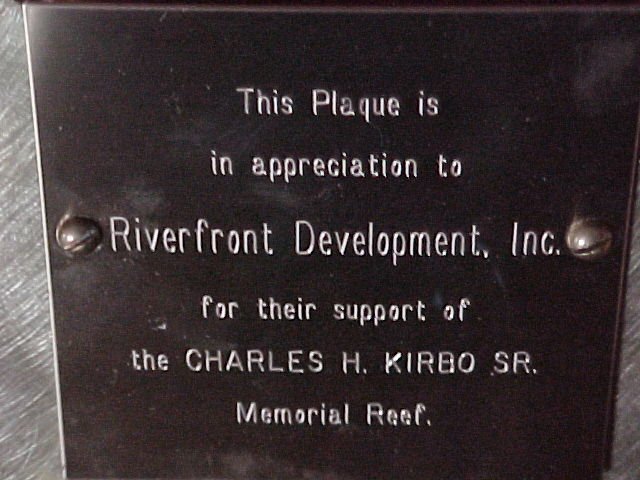 This Plaque is
in appreciation to
Riverfront Development, Inc.
for their support of
the CHARLES H. KIRBO SR.
Memorial Reef.